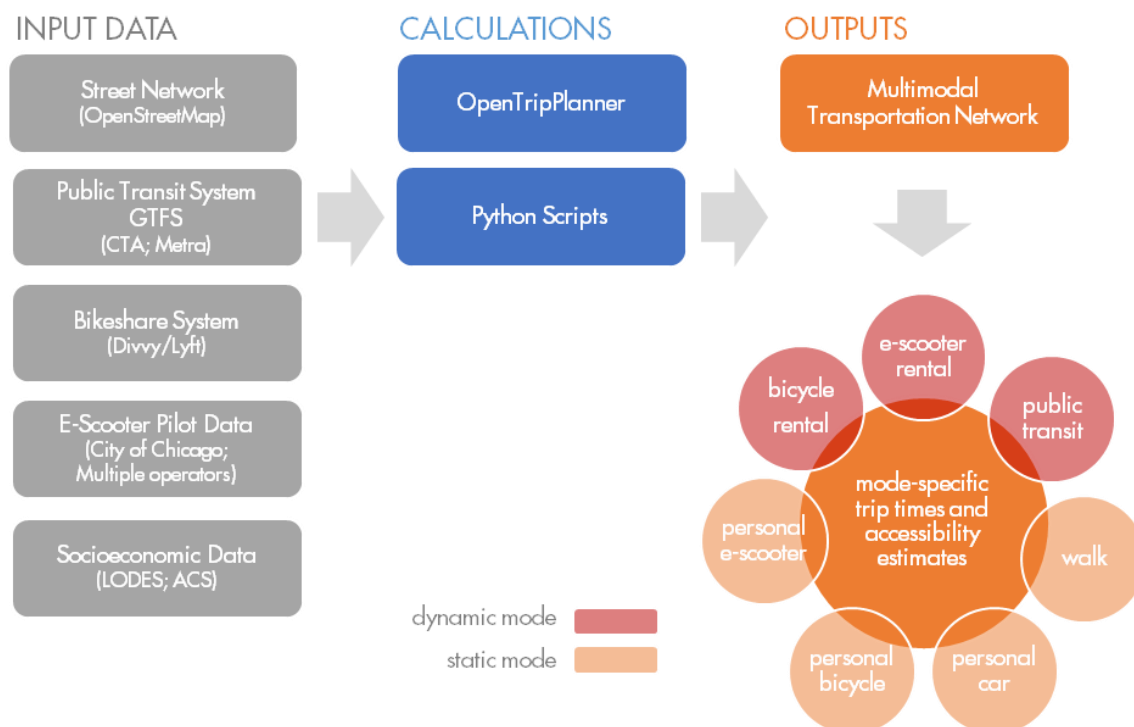 INPUT DATA
Street Network
(OpenStreetMap)
Public Transit System
GTFS
(CTA; Metra)
Bikeshare System
(Divvy/Lyft)
E-Scooter Pilot Data
(City of Chicago;
Multiple operators)
Socioeconomic Data
(LODES; ACS)
CALCULATIONS
OpenTripPlanner
Python Scripts
OUTPUTS
Multimodal
Transportation Network
e-scooter
rental
bicycle
rental
public
transit
mode-specific
trip times and
accessibility
estimates
personal
e-scooter
walk
personal
bicycle
personal
car
dynamic mode
static mode